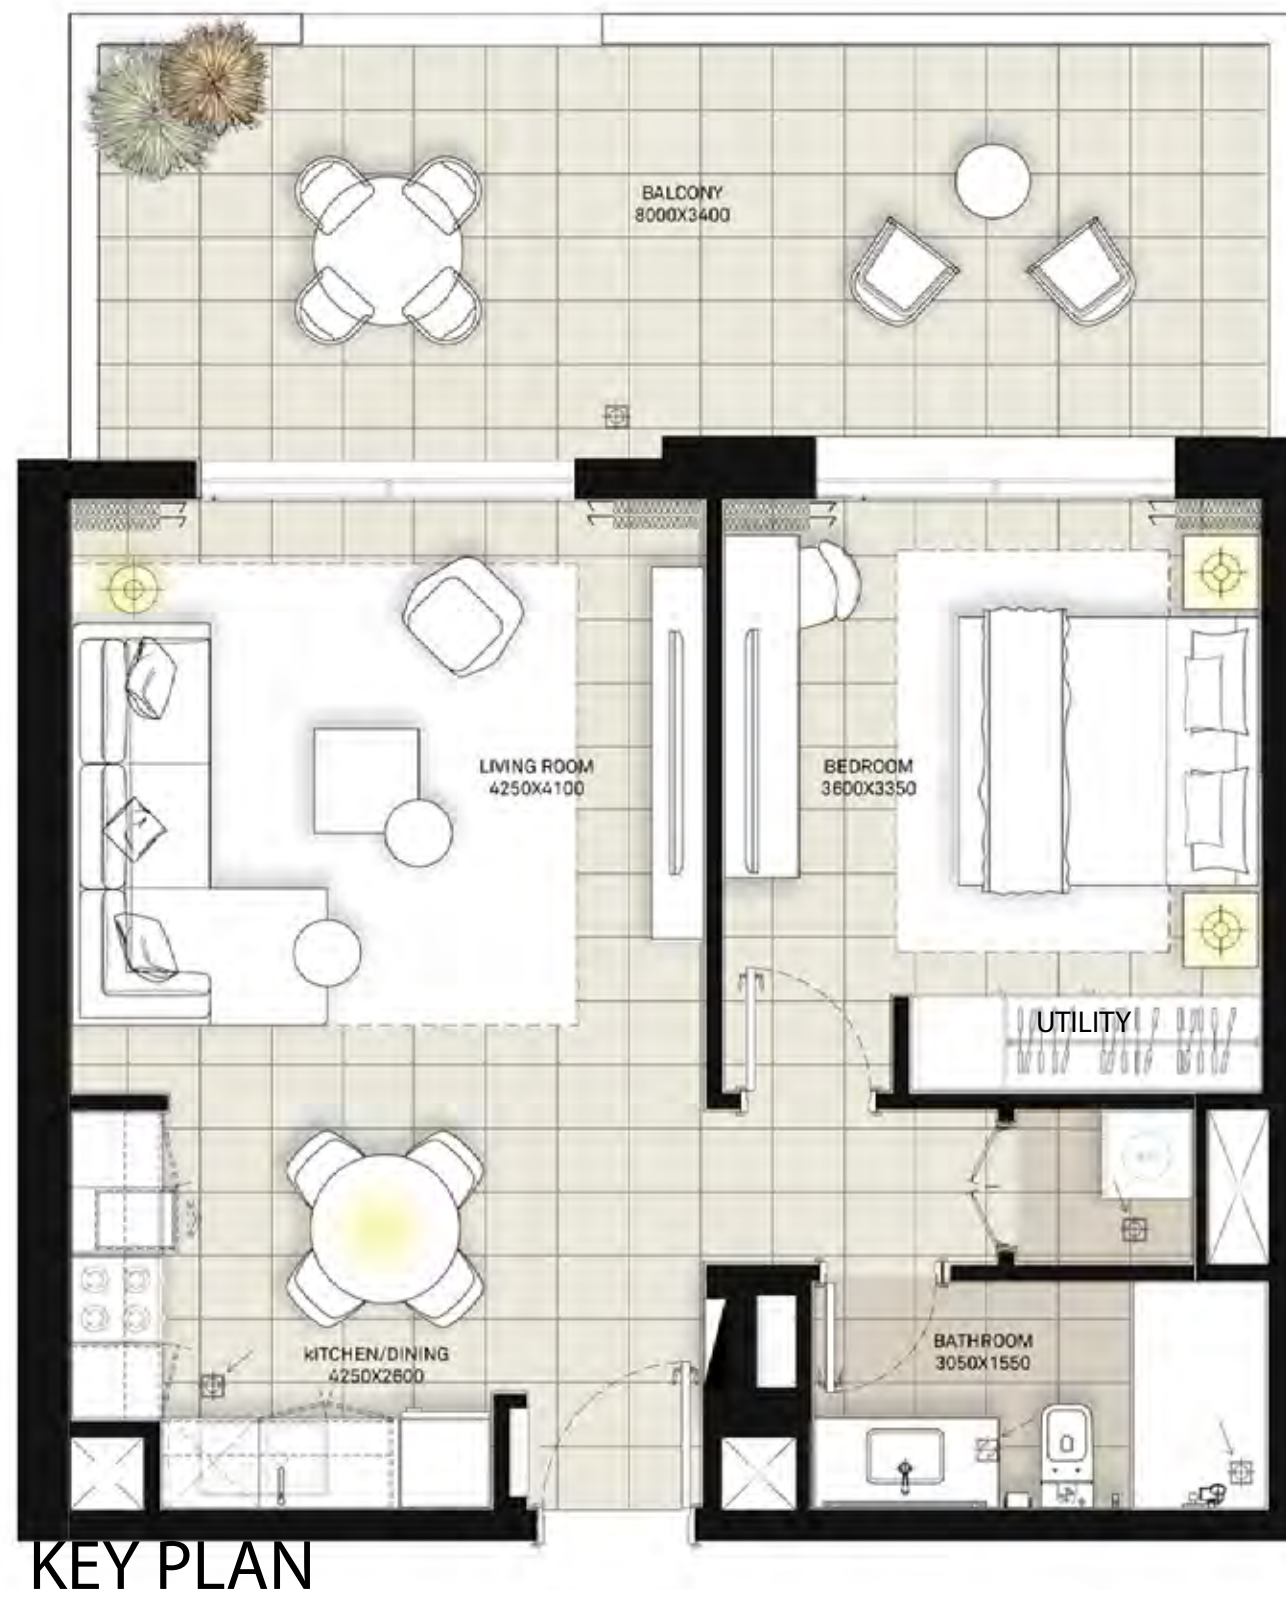 BALCONY
8000X3400
LIVING ROOM
4250X4100
BEDROOM
3600X3350
UTILITY
kITCHEN/DINING
4250X2600
BATHROOM
3050X1550
KEY PLAN